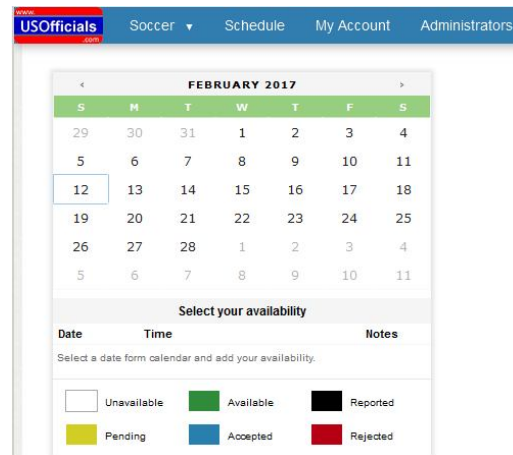 www.
USOfficials
.com
Soccer ▼ Schedule My Account Administrators
‹ FEBRUARY 2017 ›
S M T W T F S
29 30 31 1 2 3 4
5 6 7 8 9 10 11
12 13 14 15 16 17 18
19 20 21 22 23 24 25
26 27 28 1 2 3 4
5 6 7 8 9 10 11
Select your availability
Date Time Notes
Select a date form calendar and add your availability.
Unavailable Available Reported
Pending Accepted Rejected